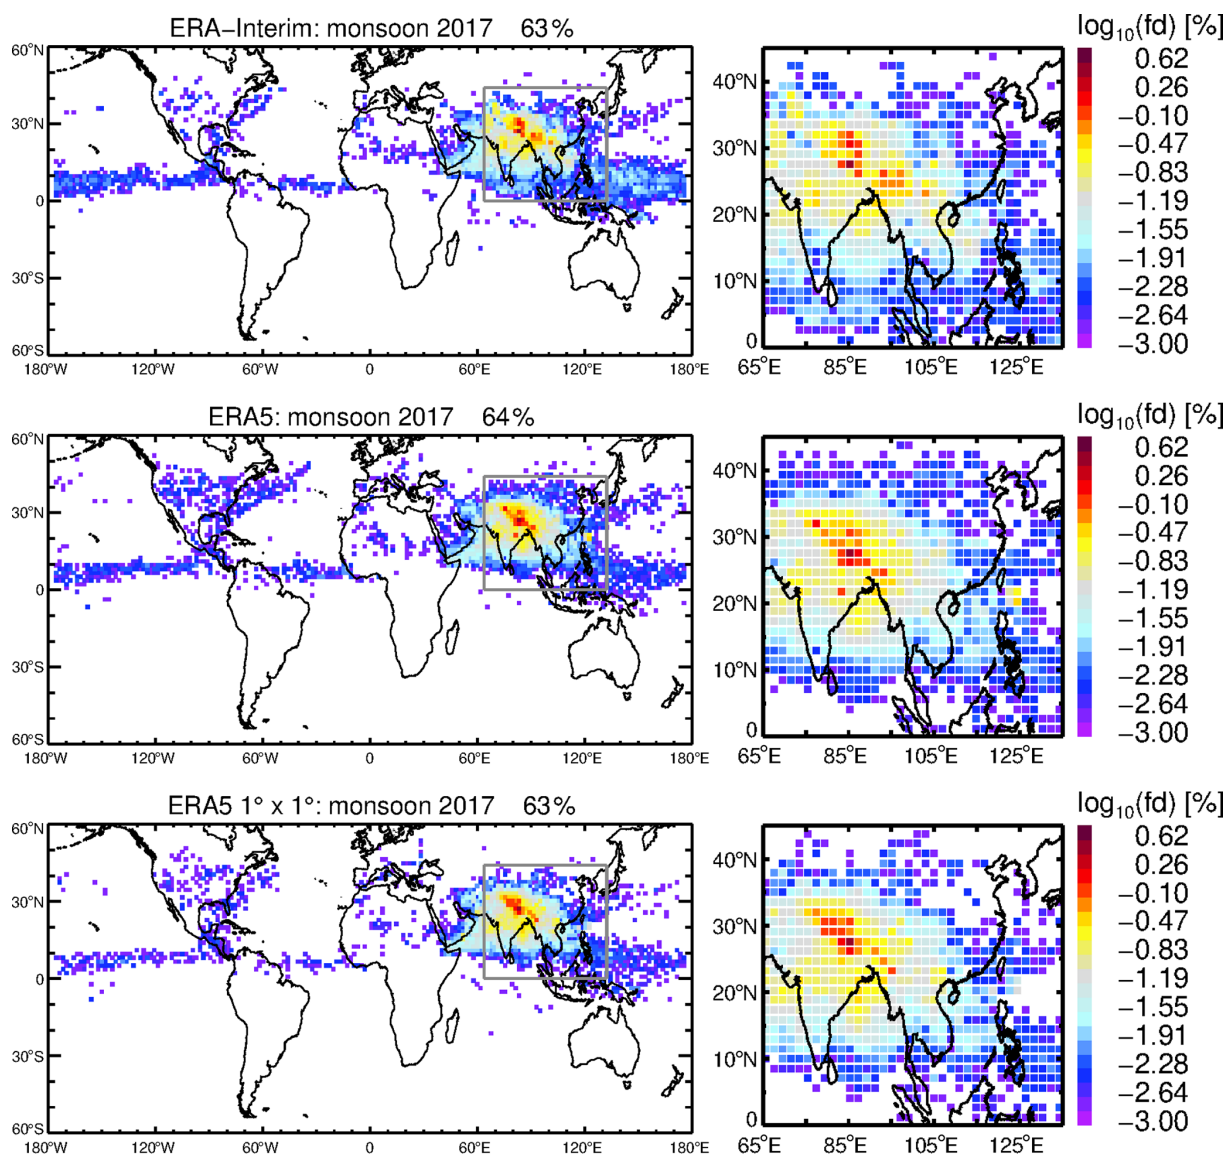 ERA−Interim: monsoon 2017 63%
log₁₀(fd) [%]
60°N
30°N
0
30°S
60°S
180°W 120°W 60°W 0 60°E 120°E 180°E
40°N
30°N
20°N
10°N
0
65°E 85°E 105°E 125°E
0.62
0.26
−0.10
−0.47
−0.83
−1.19
−1.55
−1.91
−2.28
−2.64
−3.00
ERA5: monsoon 2017 64%
log₁₀(fd) [%]
60°N
30°N
0
30°S
60°S
180°W 120°W 60°W 0 60°E 120°E 180°E
40°N
30°N
20°N
10°N
0
65°E 85°E 105°E 125°E
0.62
0.26
−0.10
−0.47
−0.83
−1.19
−1.55
−1.91
−2.28
−2.64
−3.00
ERA5 1° x 1°: monsoon 2017 63%
log₁₀(fd) [%]
60°N
30°N
0
30°S
60°S
180°W 120°W 60°W 0 60°E 120°E 180°E
40°N
30°N
20°N
10°N
0
65°E 85°E 105°E 125°E
0.62
0.26
−0.10
−0.47
−0.83
−1.19
−1.55
−1.91
−2.28
−2.64
−3.00